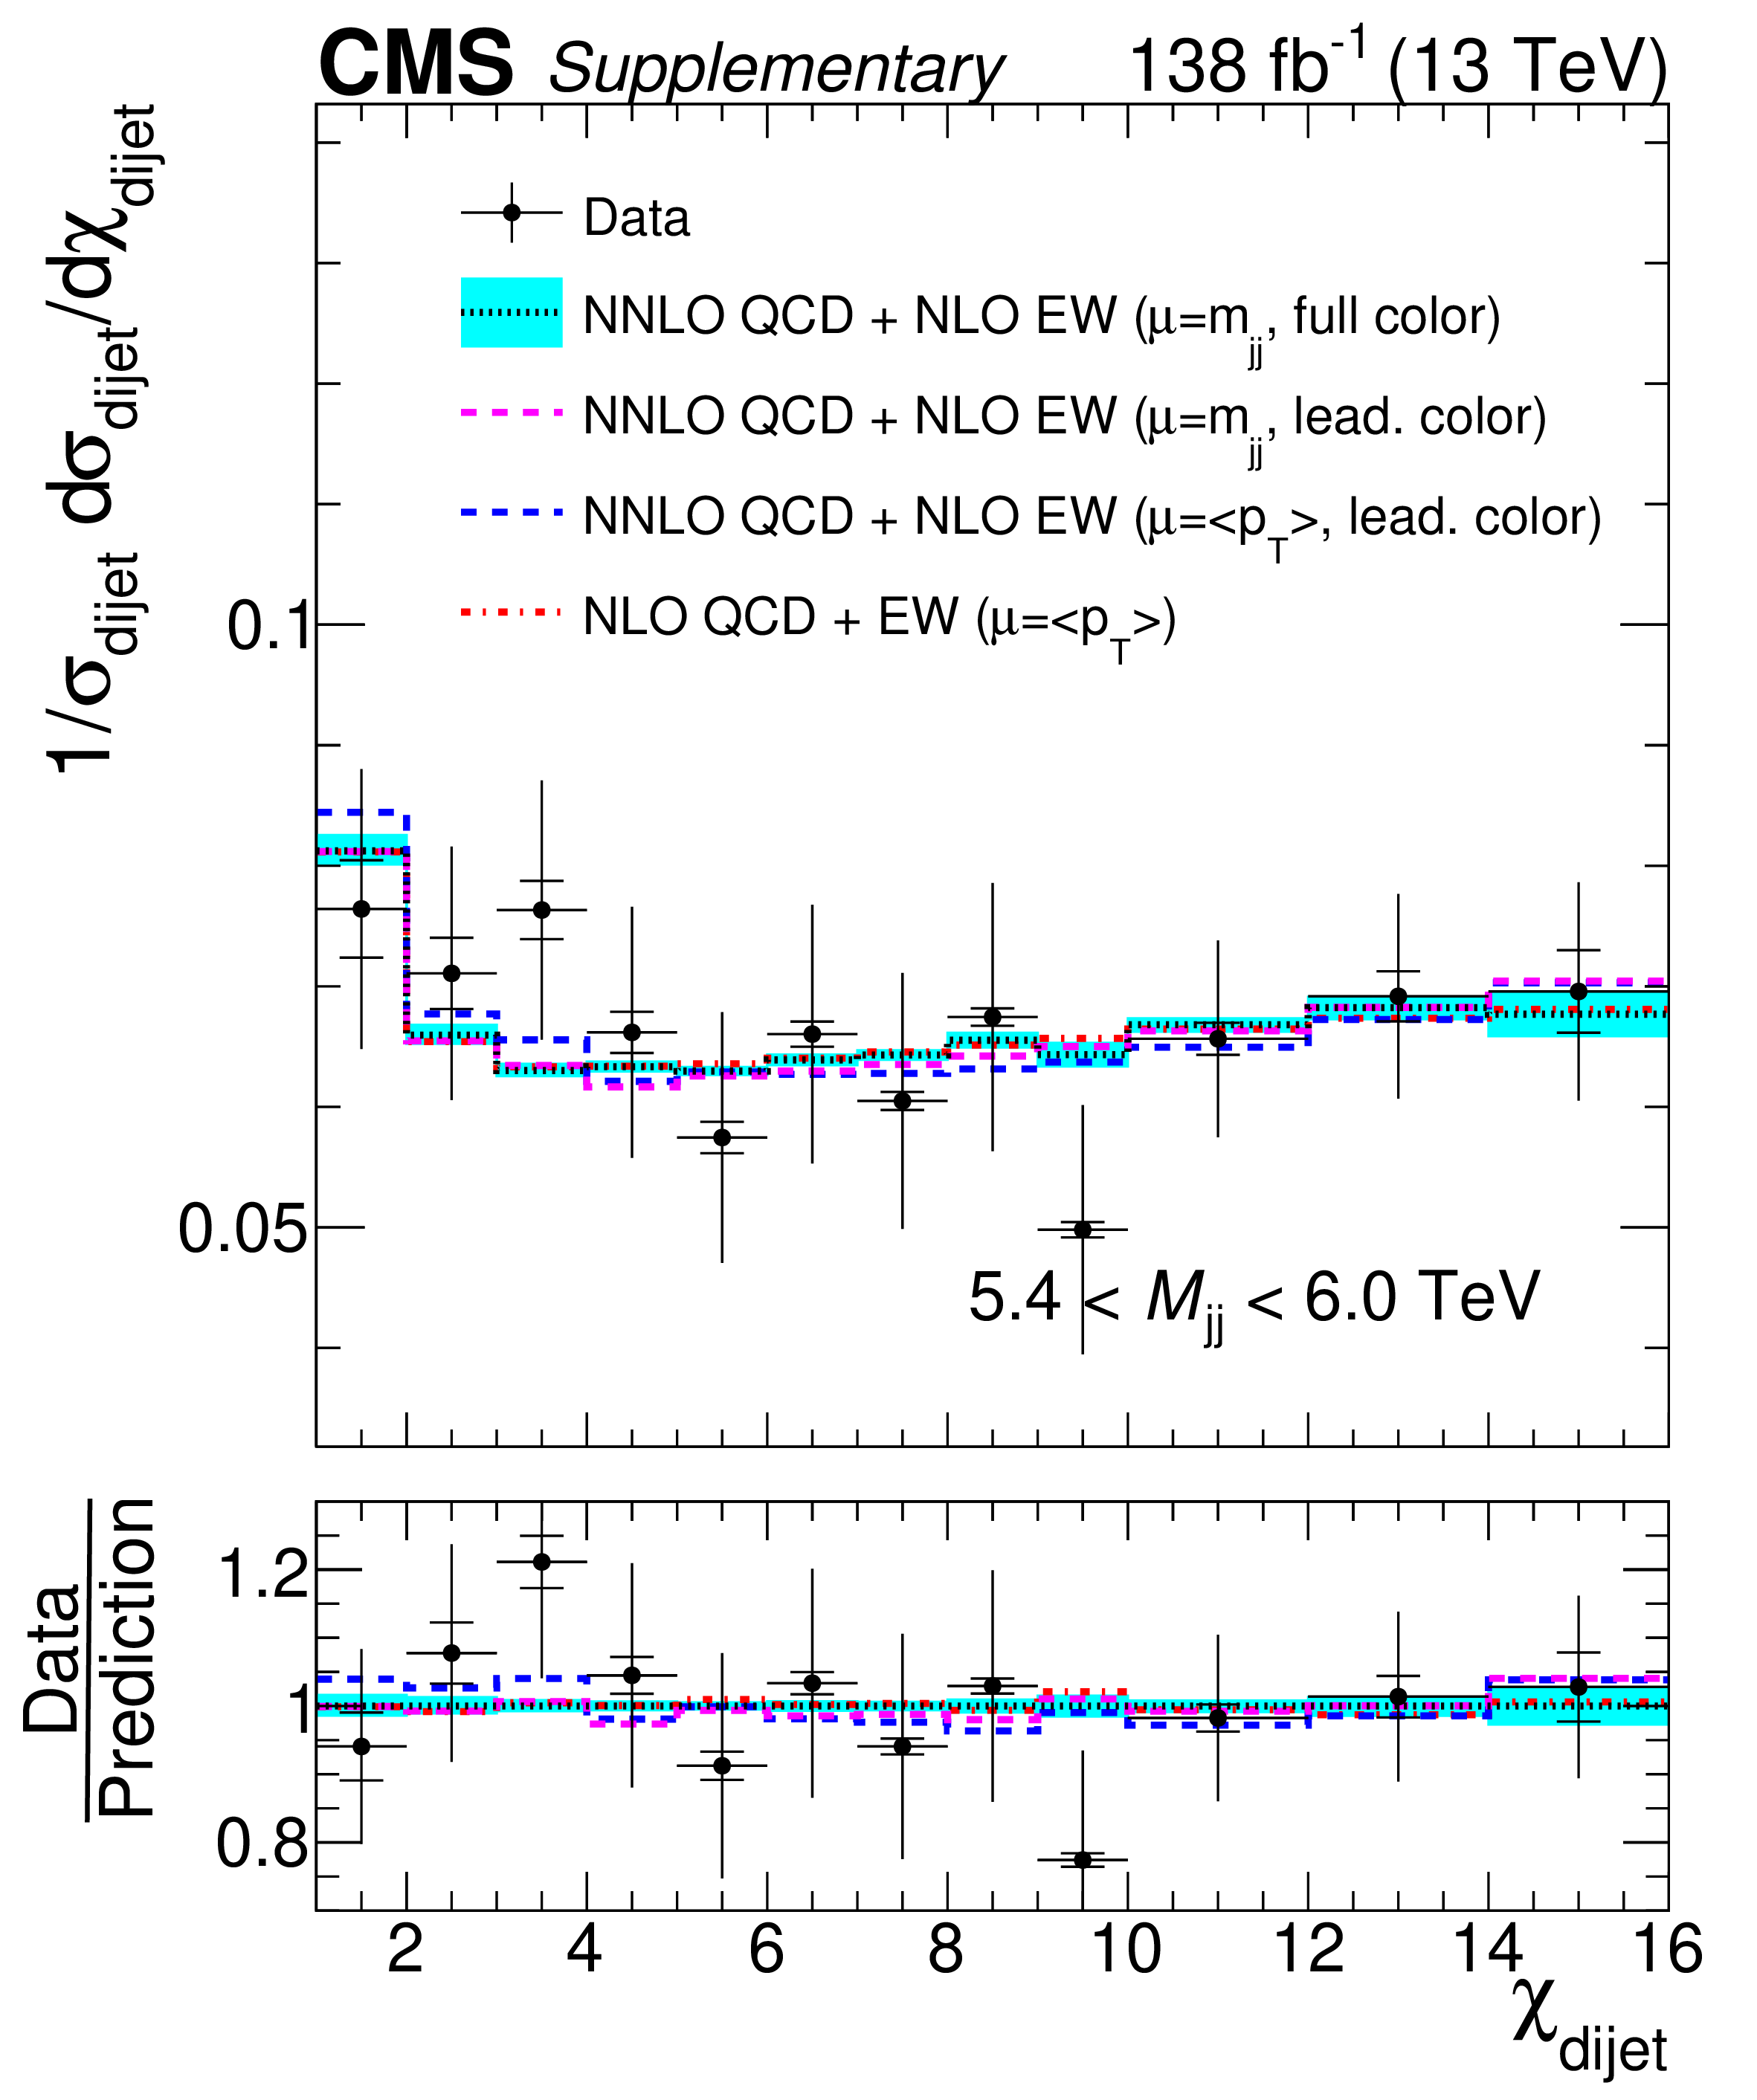 CMS Supplementary 138 fb-1 (13 TeV)
1/σdijet dσdijet/dχdijet
Data
NNLO QCD + NLO EW (μ=mjj, full color)
NNLO QCD + NLO EW (μ=mjj, lead. color)
NNLO QCD + NLO EW (μ=<pT>, lead. color)
NLO QCD + EW (μ=<pT>)
0.1
0.05
5.4 < Mjj < 6.0 TeV
Data
Prediction
1.2
1
0.8
2 4 6 8 10 12 14 16
χdijet